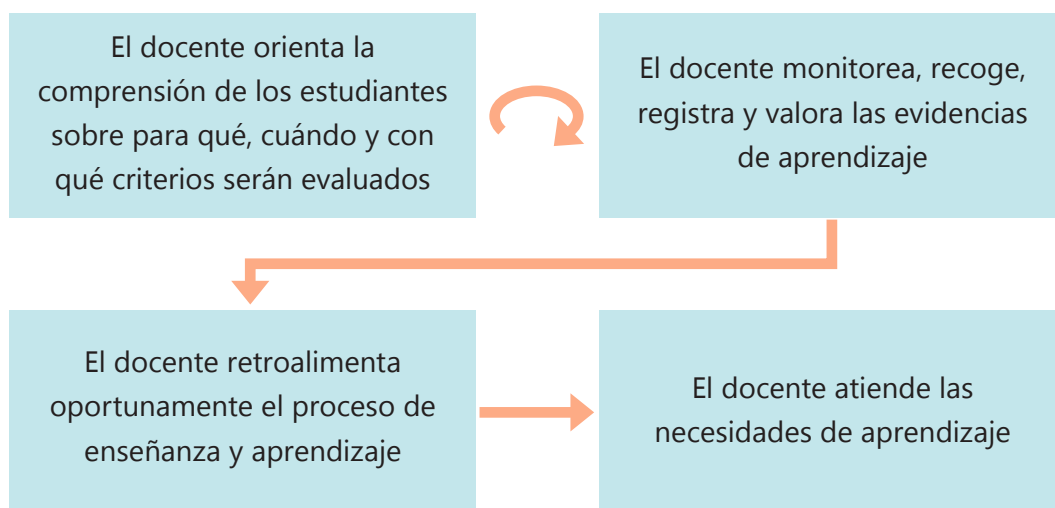 El docente orienta la
comprensión de los estudiantes
sobre para qué, cuándo y con
qué criterios serán evaluados
El docente monitorea, recoge,
registra y valora las evidencias
de aprendizaje
El docente retroalimenta
oportunamente el proceso de
enseñanza y aprendizaje
El docente atiende las
necesidades de aprendizaje